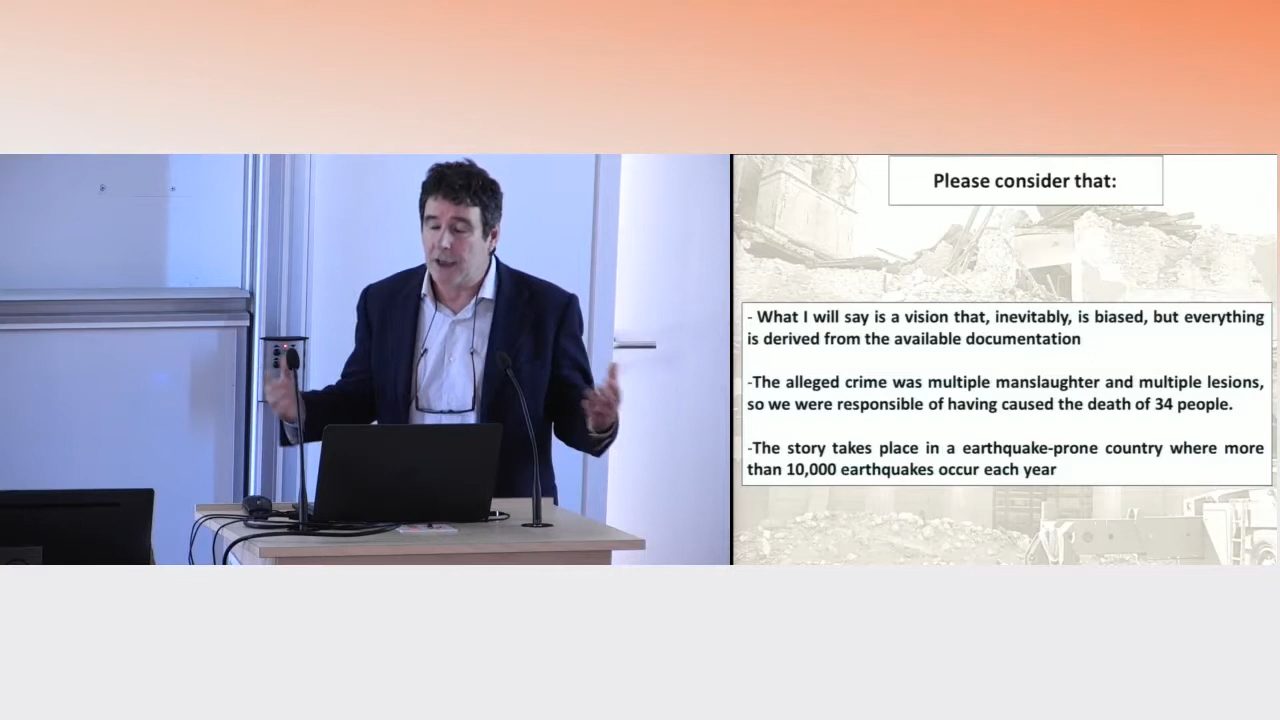 Please consider that:
- What I will say is a vision that, inevitably, is biased, but everything
is derived from the available documentation
-The alleged crime was multiple manslaughter and multiple lesions,
so we were responsible of having caused the death of 34 people.
-The story takes place in a earthquake-prone country where more
than 10,000 earthquakes occur each year